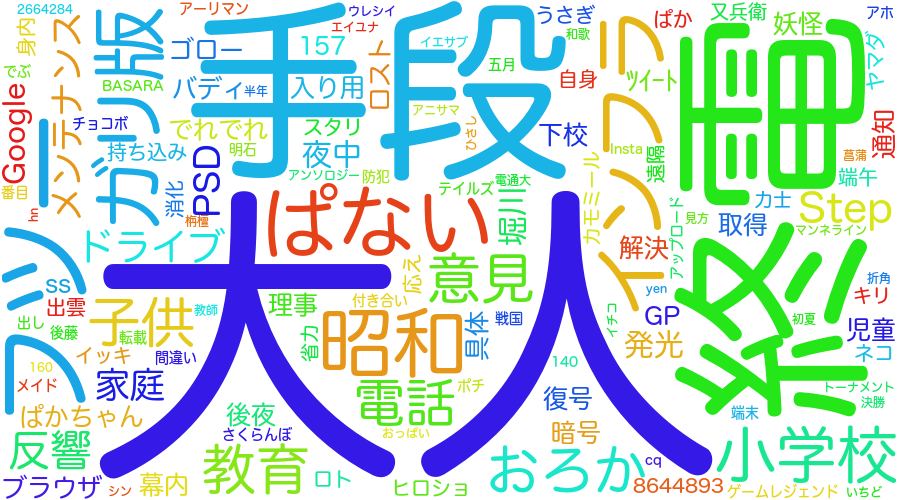 2664284
アーリマン
ウレシイ
エイユナ
イエサブ
うさぎ
和歌
ぱか
又兵衛
妖怪
アホ
身内
でぶ
BASARA
Google
チョコボ
メンテナンス
版
ガッツリ
ゴロー
157
バディ
半年
入り用
ロスト
手段
五月
自身
ツイート
インフラ
電
ヤマダ
通知
菖蒲
番目
hn
持ち込み
消化
PSD
でれでれ
明石
スタリ
夜中
アニサマ
ひさし
下校
Insta
遠隔
端午
栴檀
アンソロジー
防犯
テイルズ
電通大
カモミール
力士
Step
ブツ
ドライブ
ぱない
堀川
解決
アップロード
見方
取得
マンネライン
大人
終
SS
出雲
出し
後藤
子供
転載
教師
理事
応え
付き合い
意見
具体
戦国
イチコ
yen
GP
初夏
折角
キリ
児童
ネコ
160
イッキ
間違い
省力
昭和
140
発光
メイド
家庭
電話
ポチ
復号
トーナメント
決勝
端末
ぱかちゃん
後夜
さくらんぼ
おっぱい
暗号
cq
反響
教育
おろか
小学校
ブラウザ
シン
幕内
ロト
ヒロショ
8644893
ゲームレジェンド
いちど